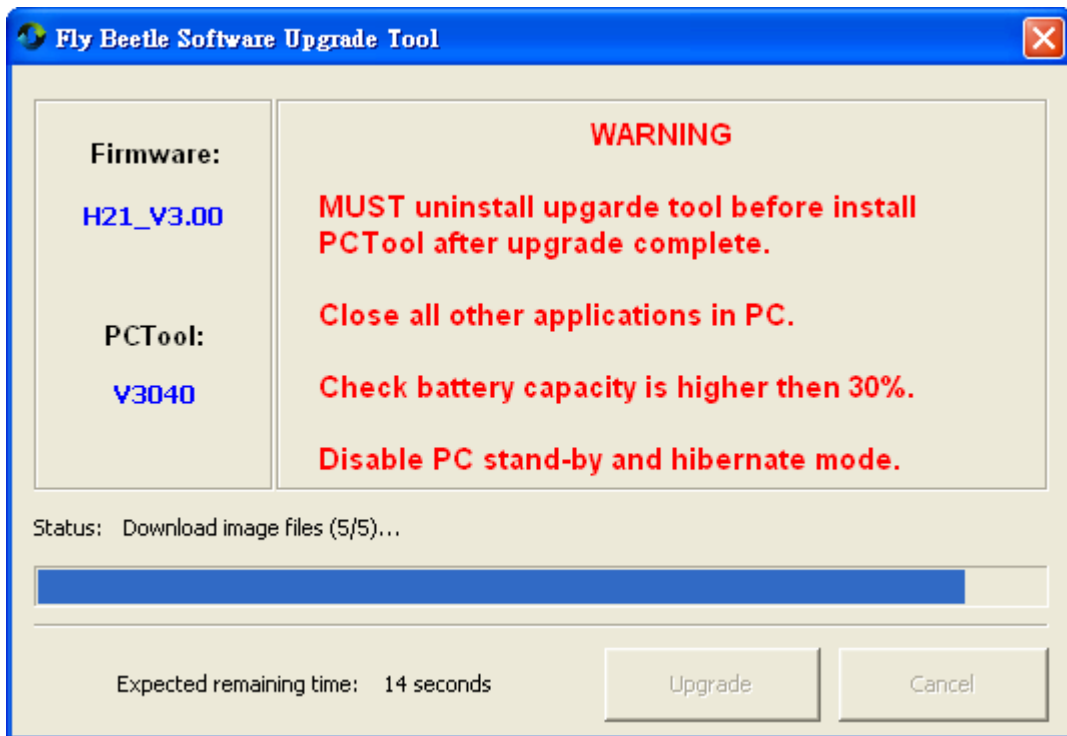 Fly Beetle Software Upgrade Tool
Firmware:
H21_V3.00
PCTool:
V3040
WARNING
MUST uninstall upgarde tool before install
PCTool after upgrade complete.
Close all other applications in PC.
Check battery capacity is higher then 30%.
Disable PC stand-by and hibernate mode.
Status: Download image files (5/5)...
Expected remaining time: 14 seconds
Upgrade
Cancel